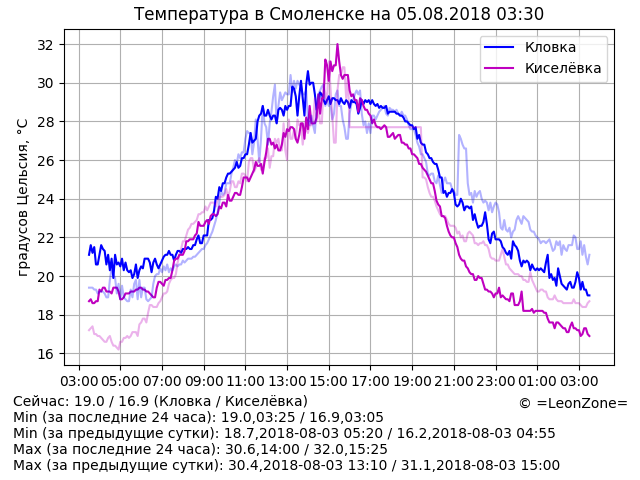 Температура в Смоленске на 05.08.2018 03:30
Кловка
Киселёвка
градусов Цельсия, °C
32
30
28
26
24
22
20
18
16
03:00 05:00 07:00 09:00 11:00 13:00 15:00 17:00 19:00 21:00 23:00 01:00 03:00
Сейчас: 19.0 / 16.9 (Кловка / Киселёвка)
© =LeonZone=
Min (за последние 24 часа): 19.0,03:25 / 16.9,03:05
Min (за предыдущие сутки): 18.7,2018-08-03 05:20 / 16.2,2018-08-03 04:55
Max (за последние 24 часа): 30.6,14:00 / 32.0,15:25
Max (за предыдущие сутки): 30.4,2018-08-03 13:10 / 31.1,2018-08-03 15:00